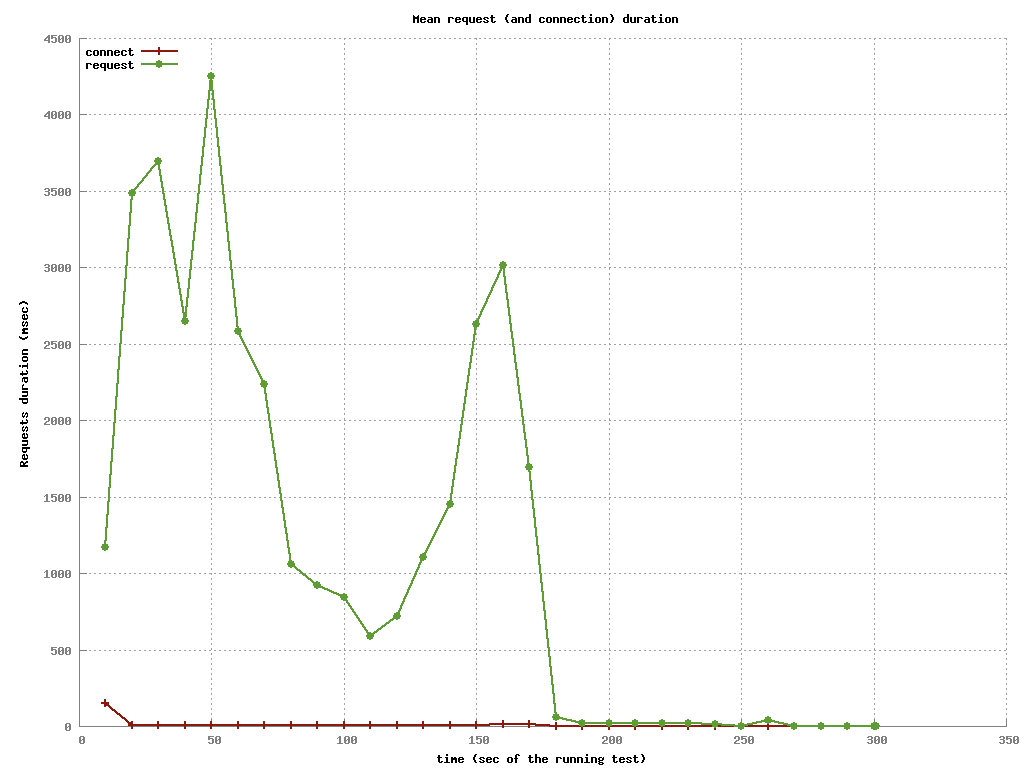 Mean request (and connection) duration
connect
request
4500
4000
3500
3000
2500
2000
1500
1000
500
0
Requests duration (msec)
0 50 100 150 200 250 300 350
time (sec of the running test)